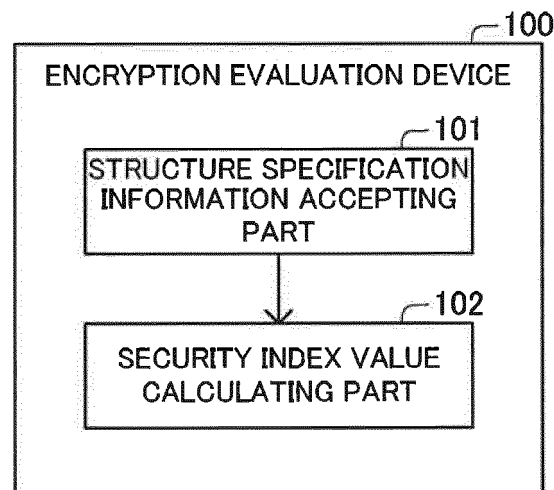 100
ENCRYPTION EVALUATION DEVICE
101
STRUCTURE SPECIFICATION
INFORMATION ACCEPTING
PART
102
SECURITY INDEX VALUE
CALCULATING PART